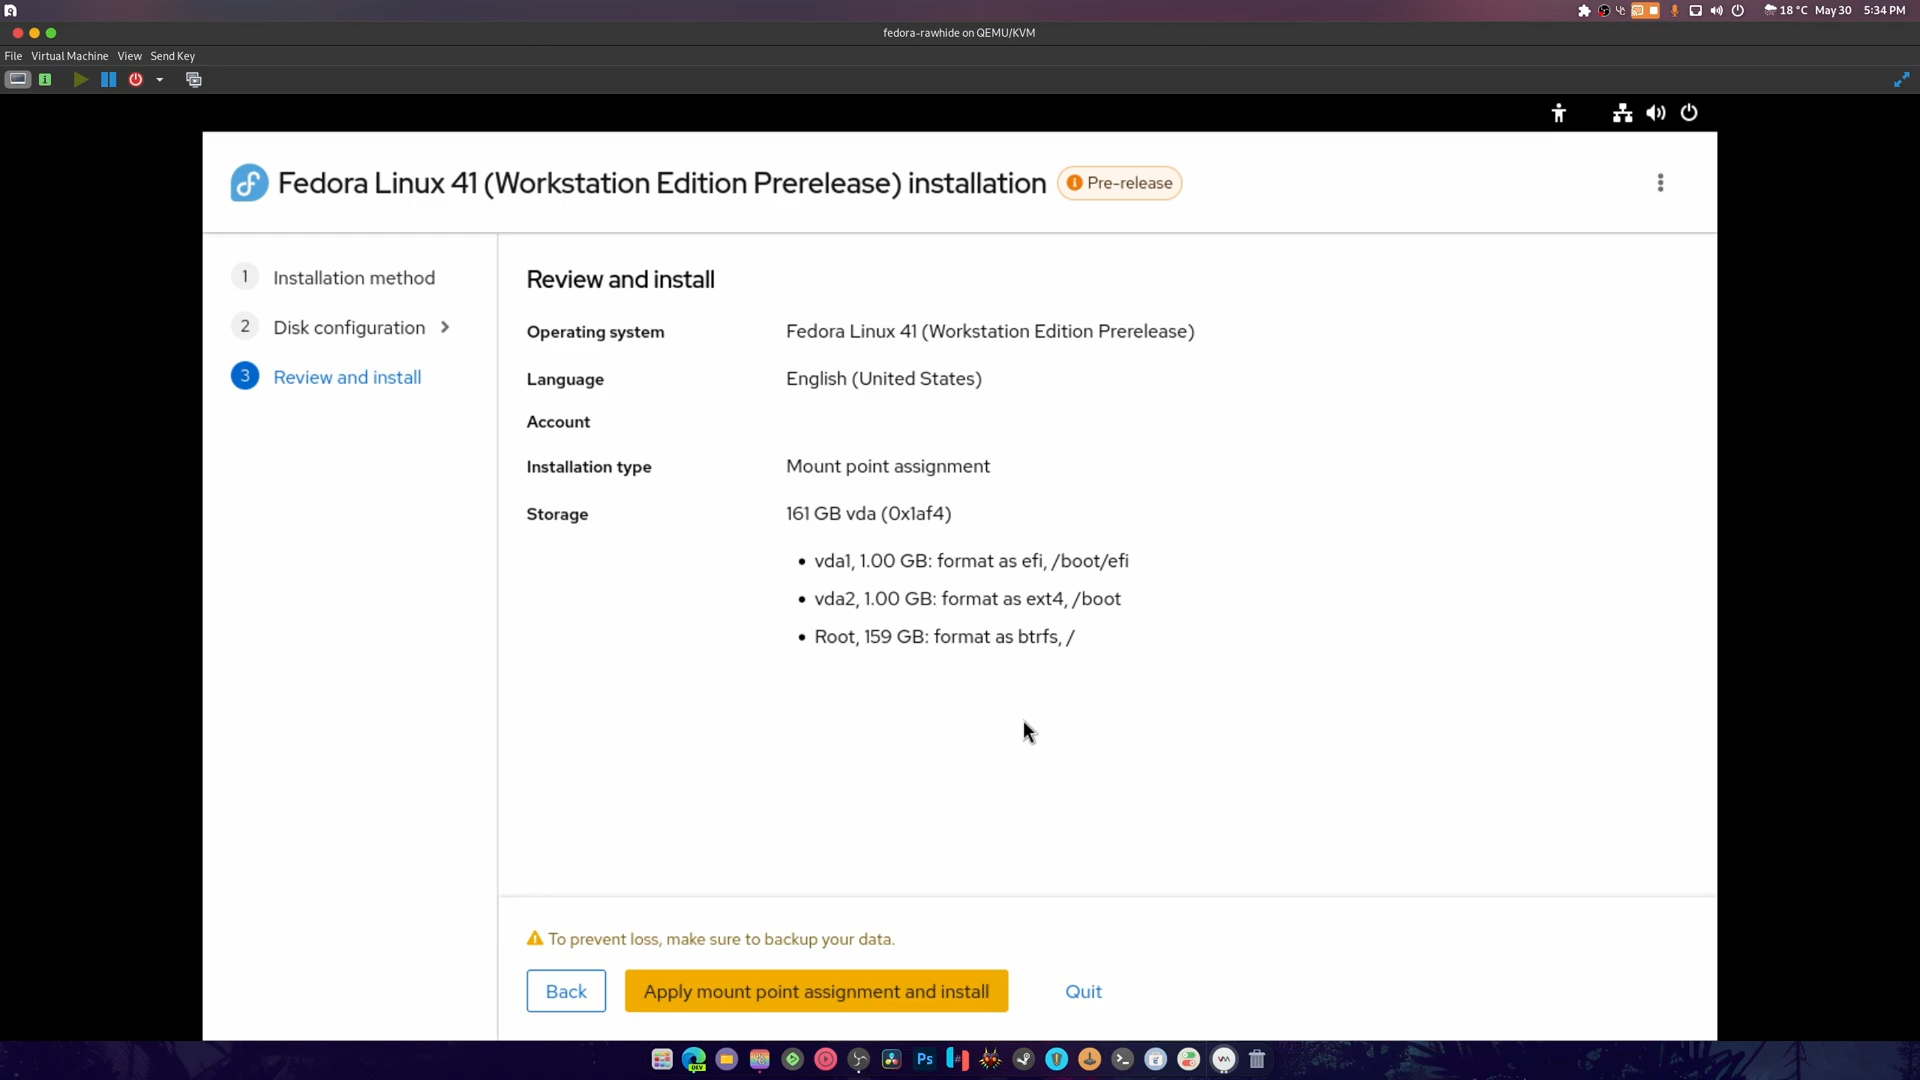 18 °C May 30 5:34 PM
fedora-rawhide on QEMU/KVM
File Virtual Machine View Send Key
Fedora Linux 41 (Workstation Edition Prerelease) installation Pre-release
1 Installation method
2 Disk configuration
3 Review and install
Review and install
Operating system Fedora Linux 41 (Workstation Edition Prerelease)
Language English (United States)
Account
Installation type Mount point assignment
Storage 161 GB vda (0x1af4)
• vda1, 1.00 GB: format as efi, /boot/efi
• vda2, 1.00 GB: format as ext4, /boot
• Root, 159 GB: format as btrfs, /
To prevent loss, make sure to backup your data.
Back Apply mount point assignment and install Quit
DEV Ps